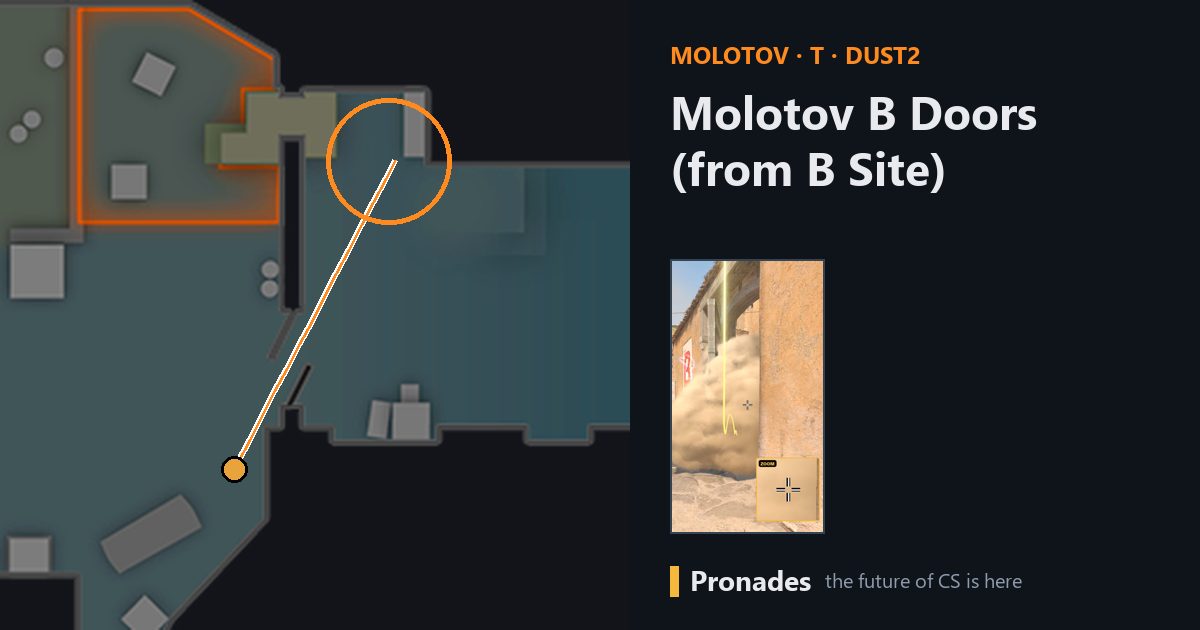 MOLOTOV · T · DUST2
Molotov B Doors
(from B Site)
ZOOM
Pronades the future of CS is here